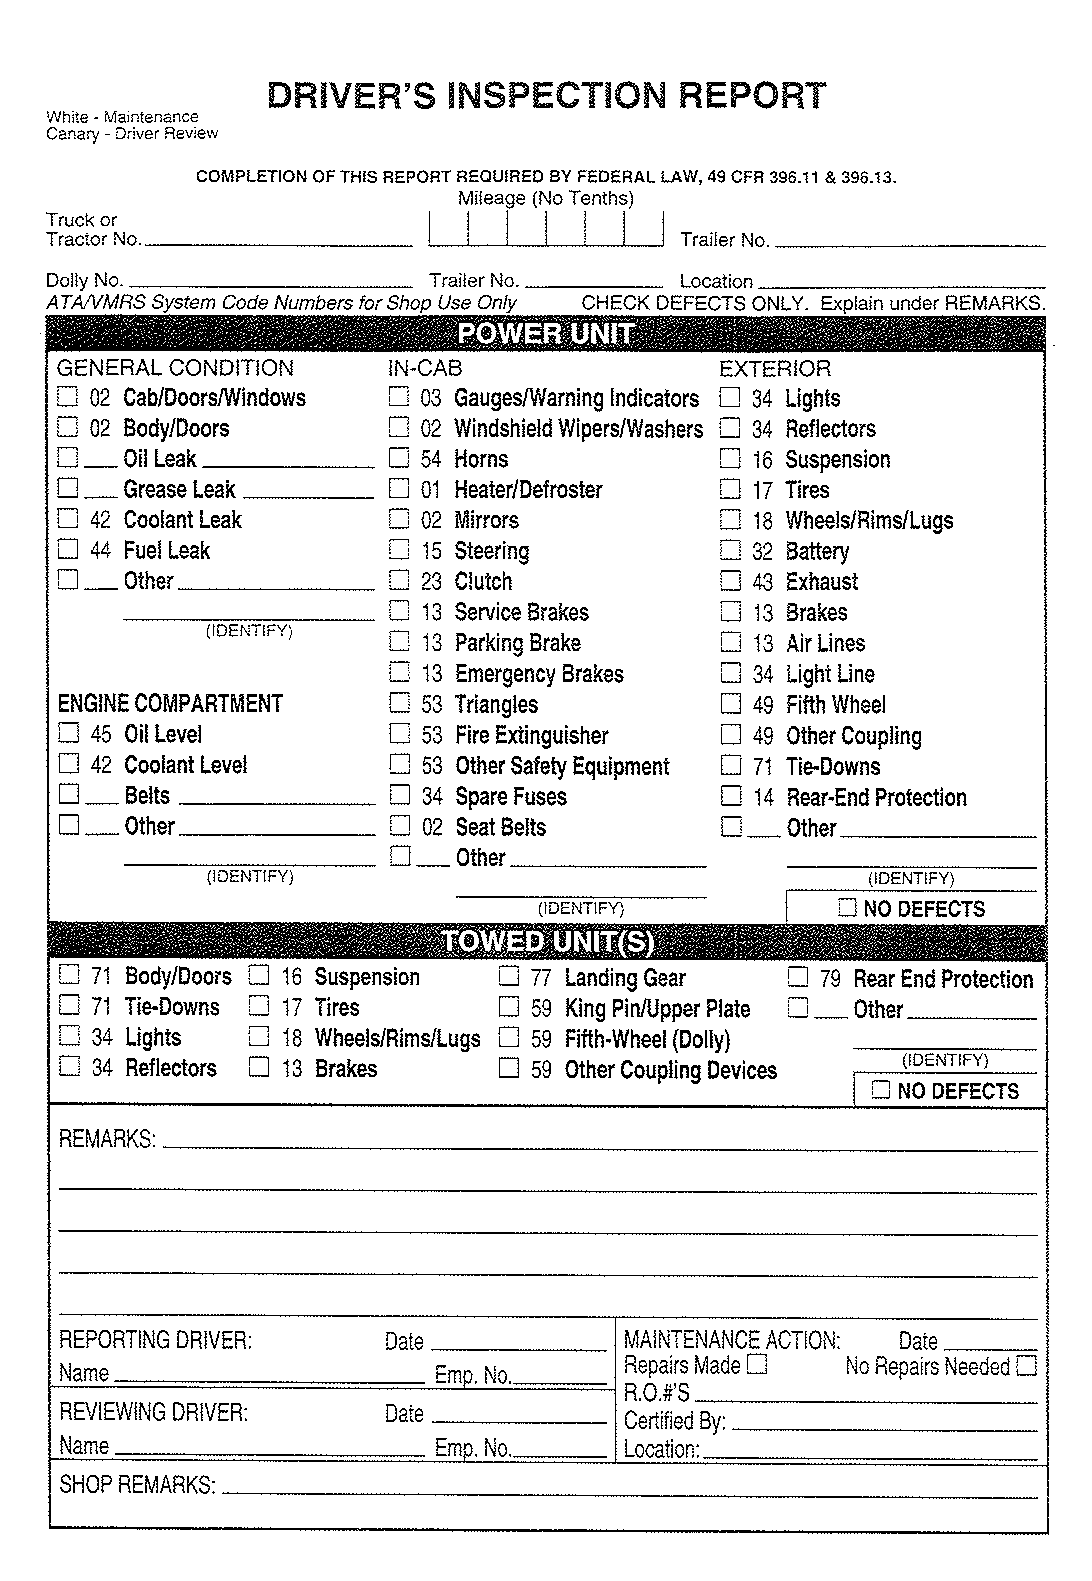 DRIVER'S INSPECTION REPORT
White - Maintenance
Canary - Driver Review
COMPLETION OF THIS REPORT REQUIRED BY FEDERAL LAW, 49 CFR 396.11 & 396.13.
Mileage (No Tenths)
Truck or
Tractor No. Trailer No.
Dolly No. Trailer No. Location
ATA/VMRS System Code Numbers for Shop Use Only CHECK DEFECTS ONLY. Explain under REMARKS.
POWER UNIT
GENERAL CONDITION
02 Cab/Doors/Windows
02 Body/Doors
Oil Leak
Grease Leak
42 Coolant Leak
44 Fuel Leak
Other
(IDENTIFY)
ENGINE COMPARTMENT
45 Oil Level
42 Coolant Level
Belts
Other
(IDENTIFY)
IN-CAB
03 Gauges/Warning Indicators
02 Windshield Wipers/Washers
54 Horns
01 Heater/Defroster
02 Mirrors
15 Steering
23 Clutch
13 Service Brakes
13 Parking Brake
13 Emergency Brakes
53 Triangles
53 Fire Extinguisher
53 Other Safety Equipment
34 Spare Fuses
02 Seat Belts
Other
(IDENTIFY)
EXTERIOR
34 Lights
34 Reflectors
16 Suspension
17 Tires
18 Wheels/Rims/Lugs
32 Battery
43 Exhaust
13 Brakes
13 Air Lines
34 Light Line
49 Fifth Wheel
49 Other Coupling
71 Tie-Downs
14 Rear-End Protection
Other
(IDENTIFY)
NO DEFECTS
TOWED UNIT(S)
71 Body/Doors 16 Suspension 77 Landing Gear 79 Rear End Protection
71 Tie-Downs 17 Tires 59 King Pin/Upper Plate Other
34 Lights 18 Wheels/Rims/Lugs 59 Fifth-Wheel (Dolly)
(IDENTIFY)
34 Reflectors 13 Brakes 59 Other Coupling Devices
NO DEFECTS
REMARKS:
REPORTING DRIVER: Date
Name Emp. No.
REVIEWING DRIVER: Date
Name Emp. No.
MAINTENANCE ACTION: Date
Repairs Made No Repairs Needed
R.O.#'S
Certified By:
Location:
SHOP REMARKS: